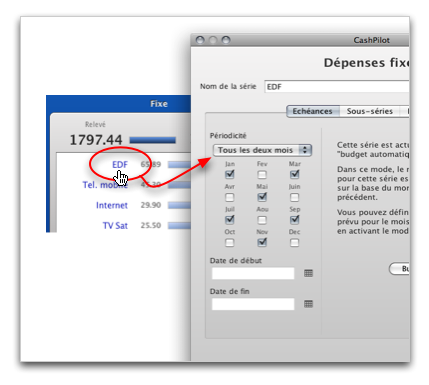 CashPilot
Dépenses fixe
Nom de la série
EDF
Echéances
Sous-séries
Fixe
Relevé
1797.44
EDF 65.89
Tel. mobile
Internet 29.90
TV Sat 25.50
Périodicité
Tous les deux mois
Jan Fev Mar
Avr Mai Juin
Juil Aou Sep
Oct Nov Dec
Date de début
Date de fin
Cette série est actu
"budget automatiq
Dans ce mode, le m
pour cette série es
sur la base du mor
précédent.
Vous pouvez défin
prévu pour le mois
en activant le mod
Bu